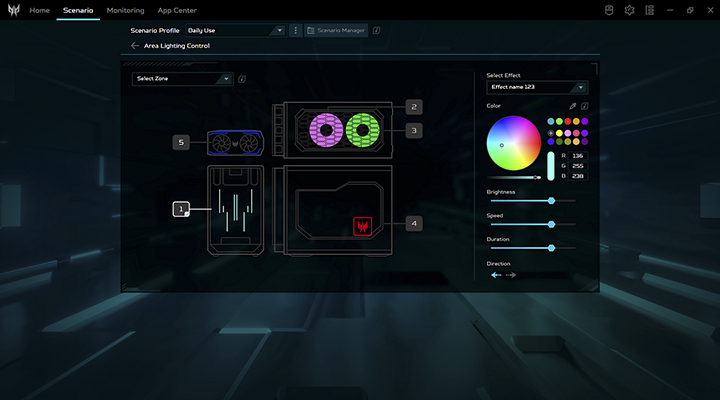 Home Scenario Monitoring App Center
Scenario Profile Daily Use Scenario Manager
Area Lighting Control
Select Zone
Select Effect
Effect name 123
Color
R 136
G 255
B 238
Brightness
Speed
Duration
Direction
2
3
5
1
4